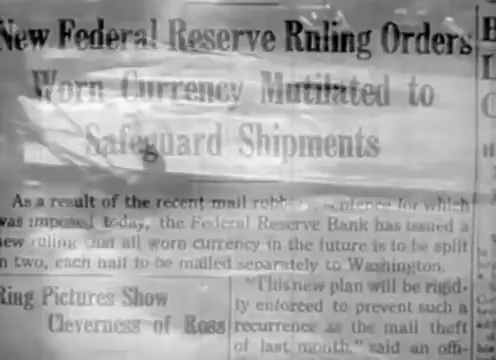 New Federal Reserve Ruling Orders
Worn Currency Mutilated to
Safeguard Shipments
As a result of the recent mail sentence for which
was imposed today, the Federal Reserve Bank has issued a
new ruling that all worn currency in the future is to be split
in two, each half to be mailed separately to Washington.
Ring Pictures Show
Cleverness of Ross
"This new plan will be rigid-
ly enforced to prevent such a
recurrence as the mail theft
of last month," said an offi-